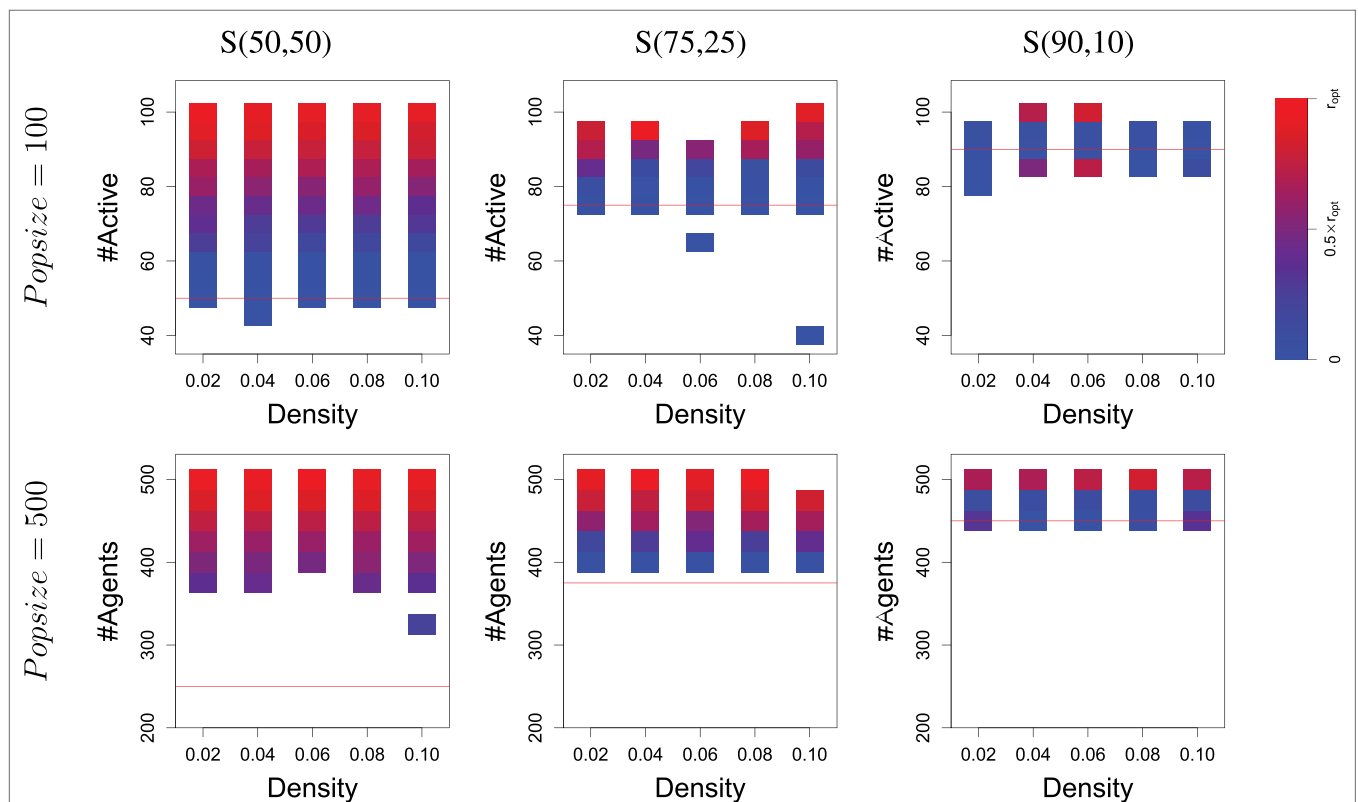 S(50,50) S(75,25) S(90,10)
Popsize = 100
#Active
100
80
60
40
0.02 0.04 0.06 0.08 0.10
Density
#Active
100
80
60
40
0.02 0.04 0.06 0.08 0.10
Density
#Active
100
80
60
40
0.02 0.04 0.06 0.08 0.10
Density
r_opt
0.5×r_opt
0
Popsize = 500
#Agents
500
400
300
200
0.02 0.04 0.06 0.08 0.10
Density
#Agents
500
400
300
200
0.02 0.04 0.06 0.08 0.10
Density
#Agents
500
400
300
200
0.02 0.04 0.06 0.08 0.10
Density